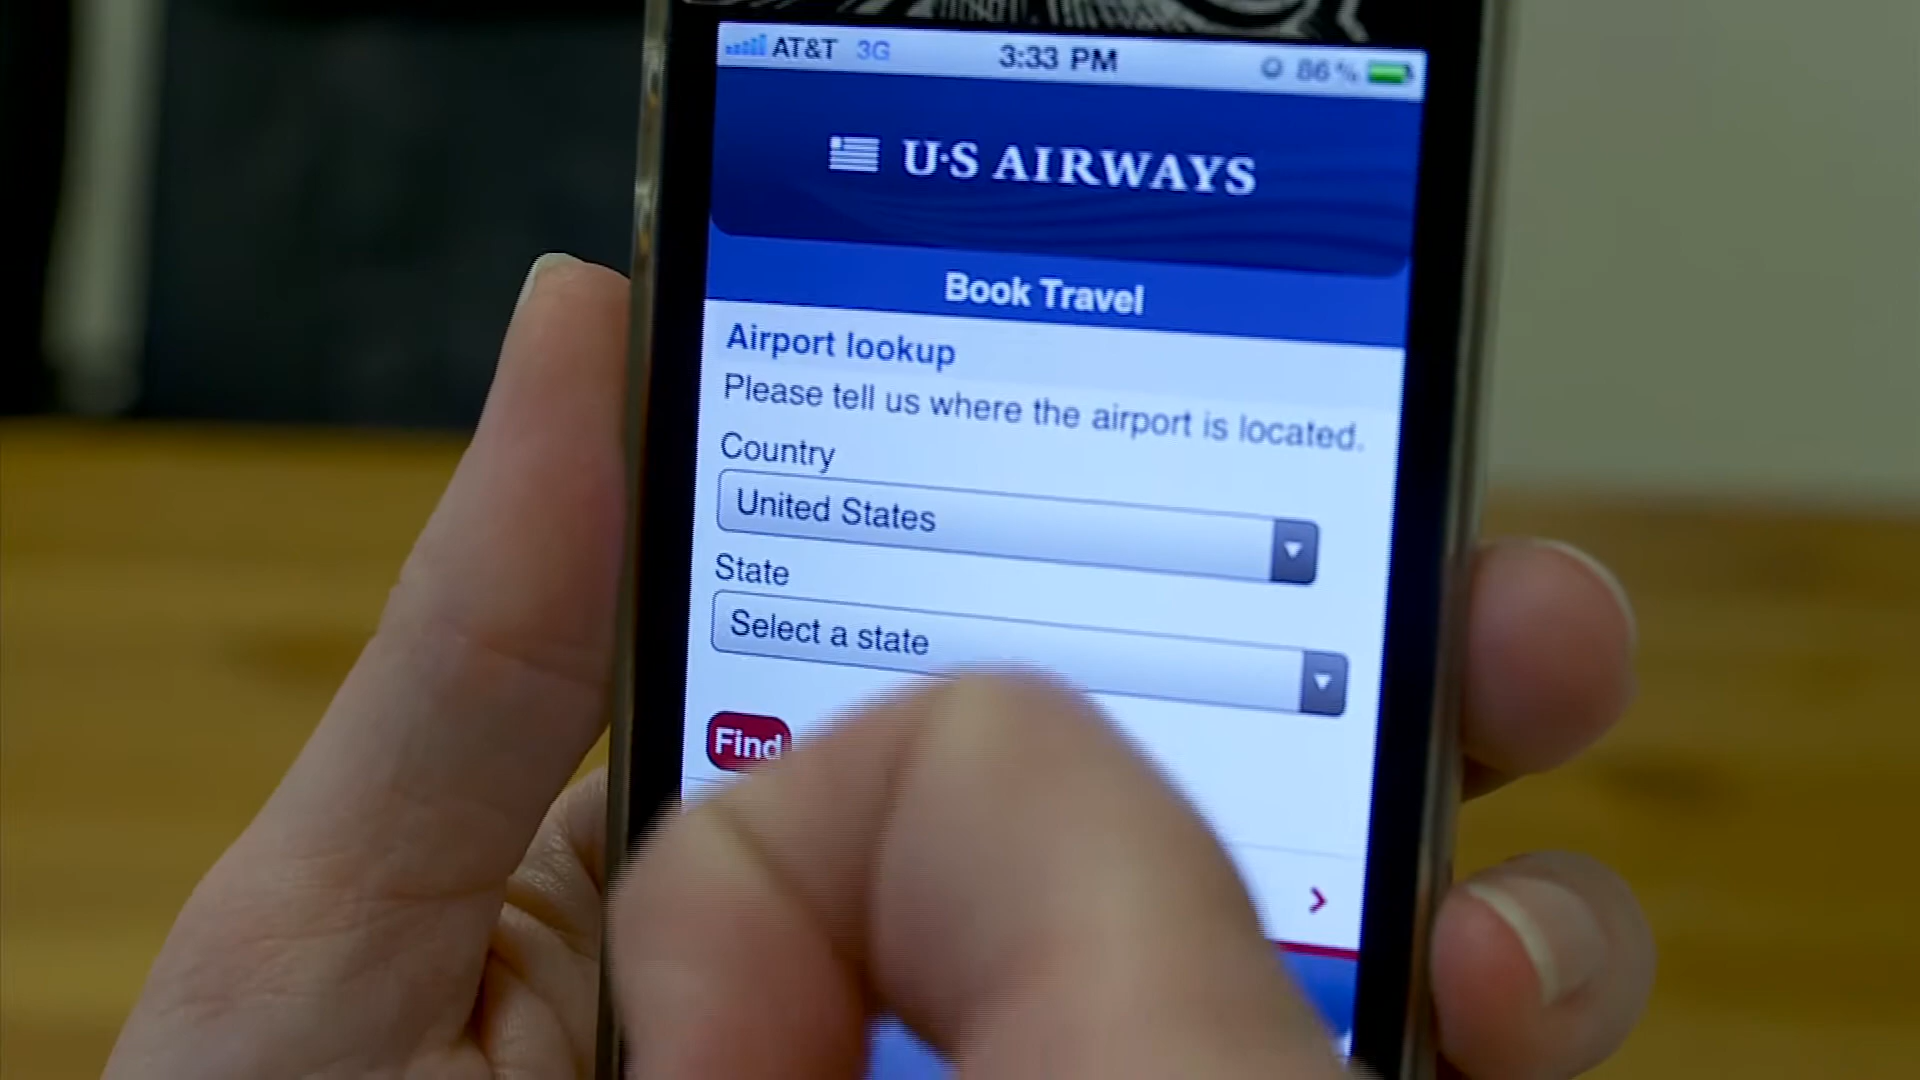 AT&T 3G 3:33 PM 86%
U·S AIRWAYS
Book Travel
Airport lookup
Please tell us where the airport is located.
Country
United States
State
Select a state
Find